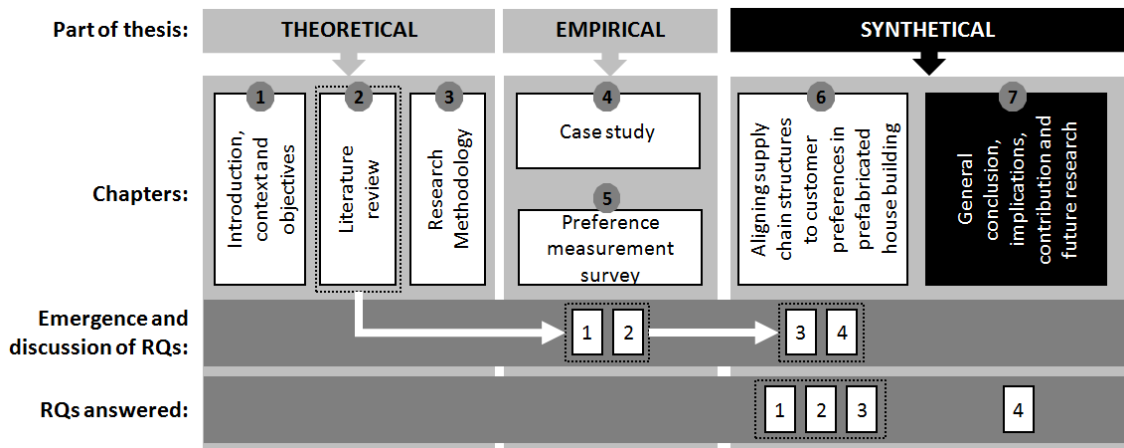 Part of thesis:
THEORETICAL
EMPIRICAL
SYNTHETICAL
Chapters:
1
Introduction,
context and
objectives
2
Literature
review
3
Research
Methodology
4
Case study
5
Preference
measurement
survey
6
Aligning supply
chain structures
to customer
preferences in
prefabricated
house building
7
General
conclusion,
implications,
contribution and
future research
Emergence and
discussion of RQs:
1
2
3
4
RQs answered:
1
2
3
4